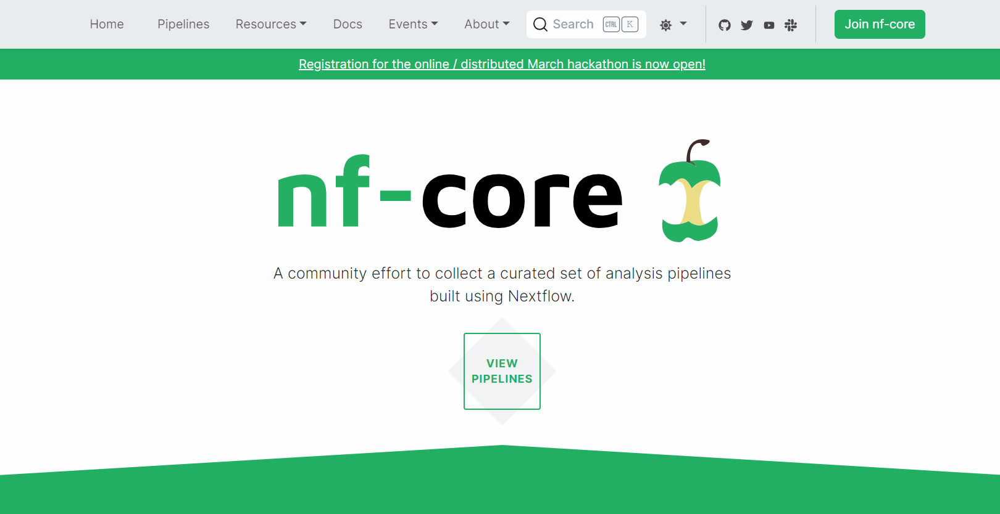 Home Pipelines Resources Docs Events About Search CTRL K Join nf-core
Registration for the online / distributed March hackathon is now open!
nf-core
A community effort to collect a curated set of analysis pipelines
built using Nextflow.
VIEW
PIPELINES